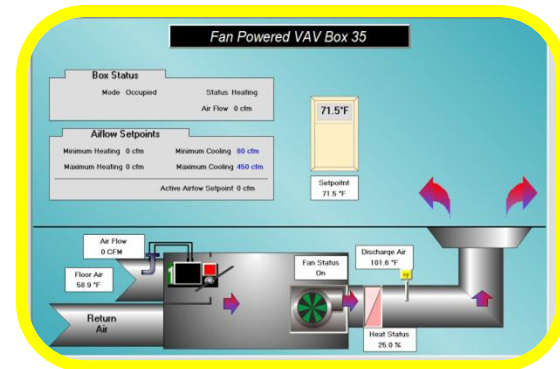 Fan Powered VAV Box 35
Box Status
Mode Occupied Status Heating
Air Flow 0 cfm
Aiflow Setpoints
Minimum Heating 0 cfm Minimum Cooling 80 cfm
Maximum Heating 0 cfm Maximum Cooling 450 cfm
Active Airfow Setpoint 0 cfm
71.5°F
Setpoitnt
71.5 °F
Air Flow
0 CFM
Floor Air
58.9 °F
Return
Air
Fan Status
On
Discharge Air
101.6 °F
Heat Status
25.0 %